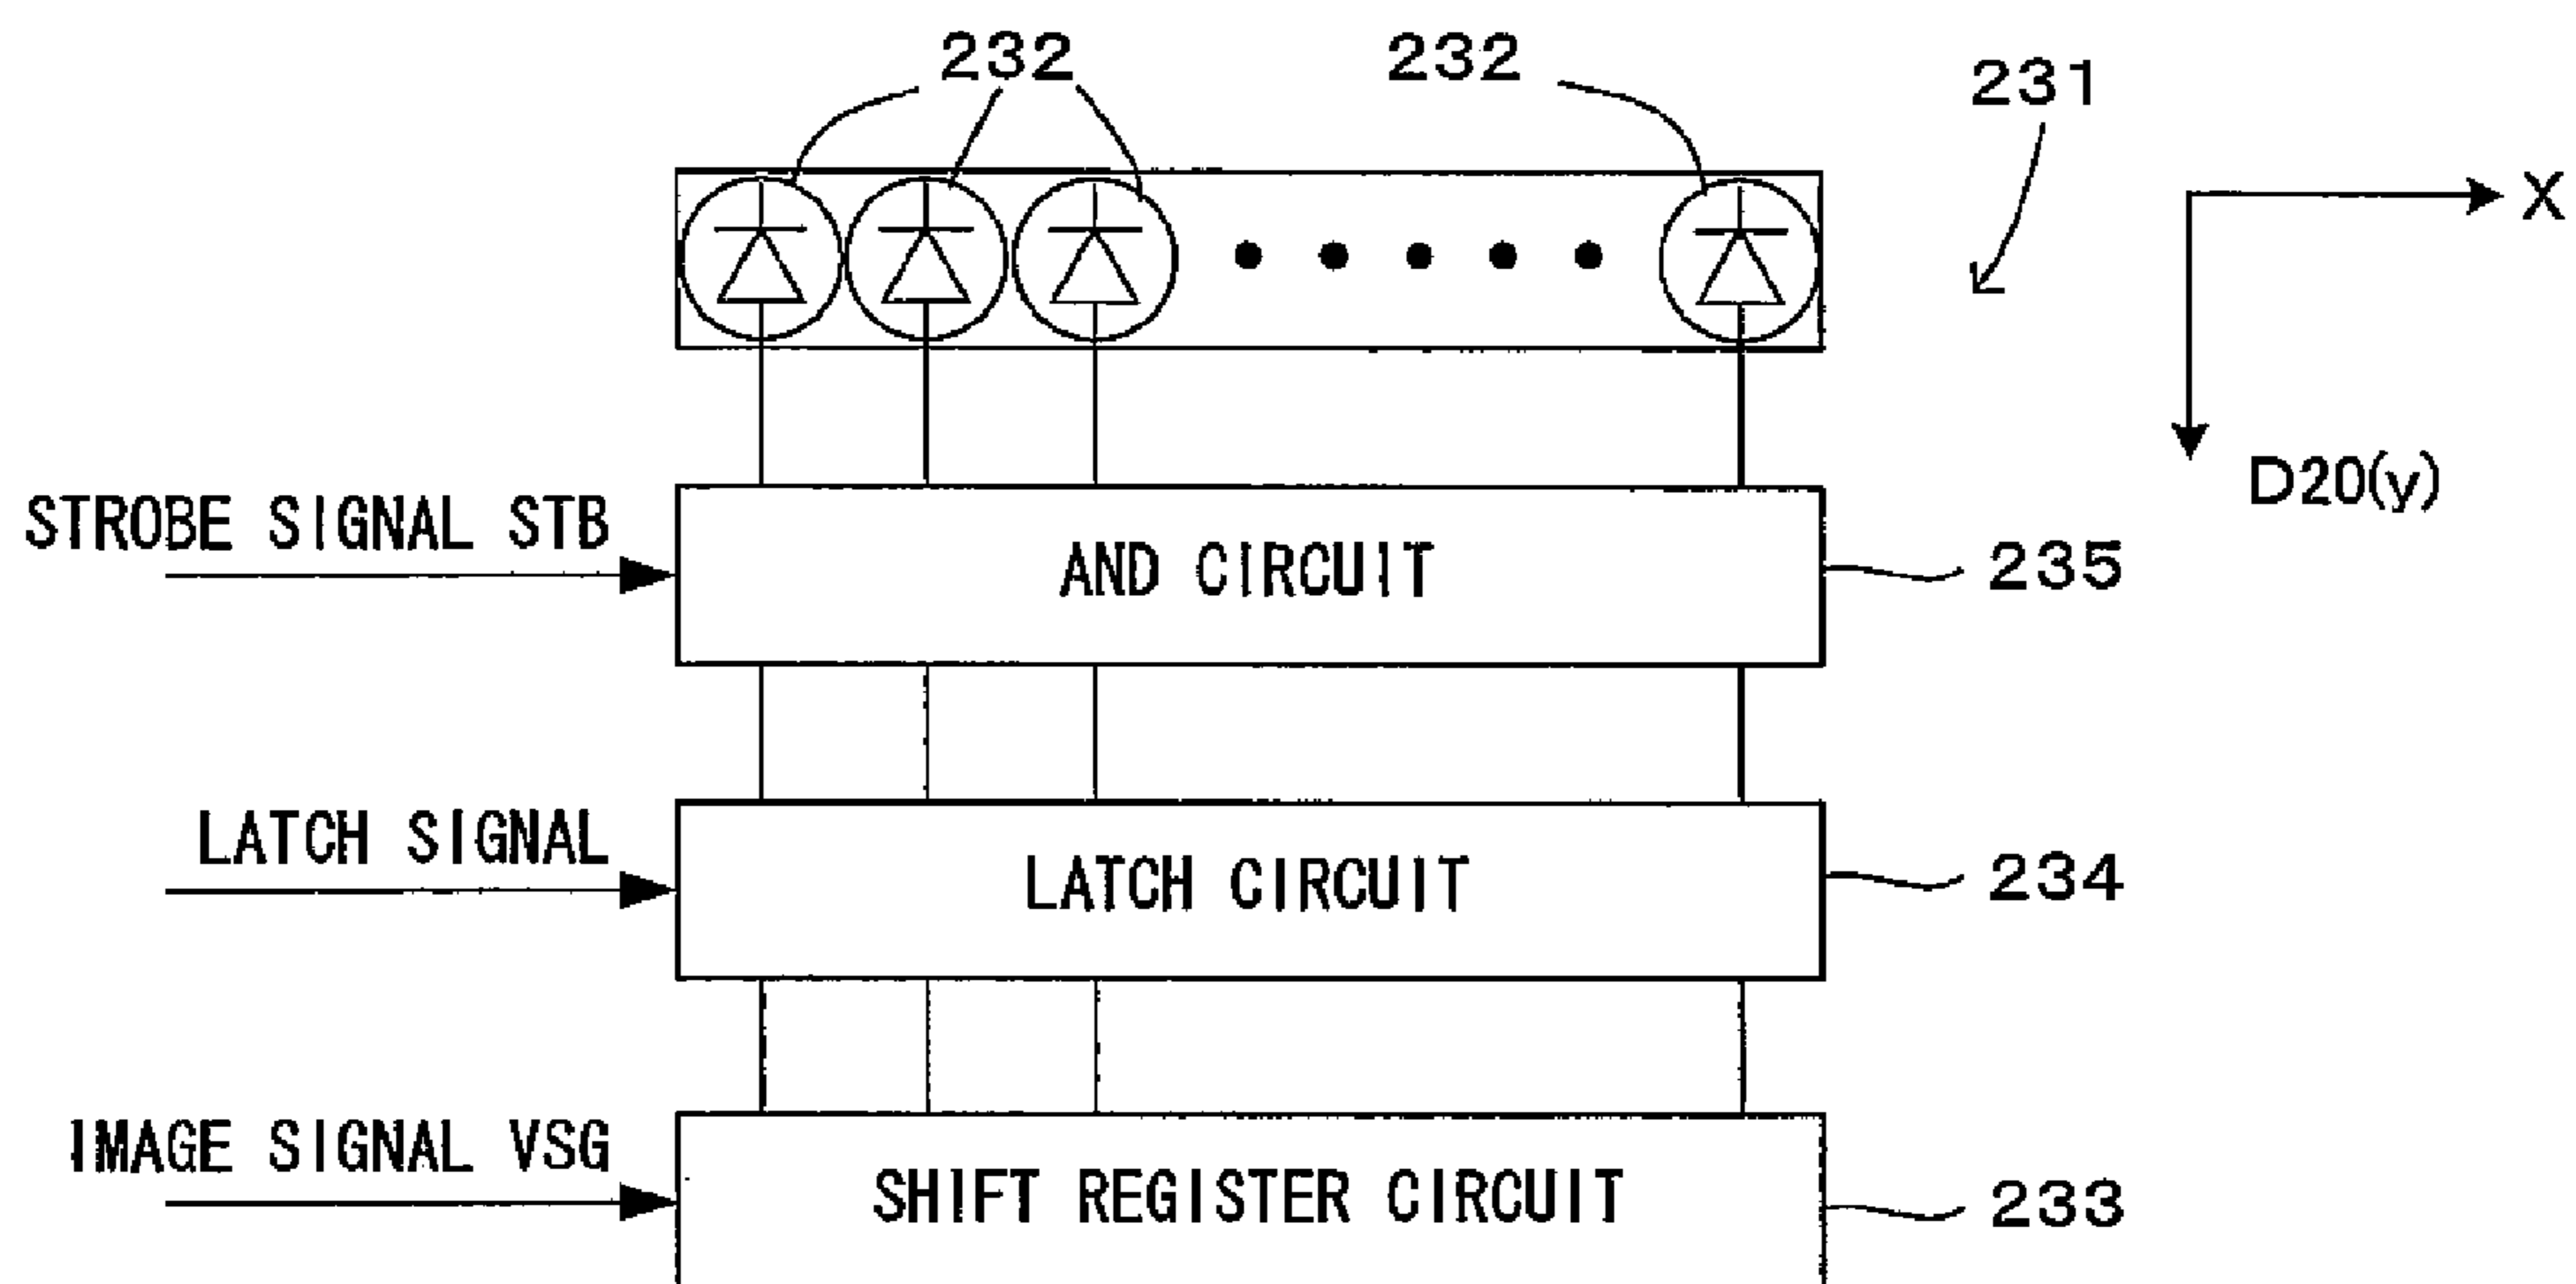 232 232 231
X
D20(y)
STROBE SIGNAL STB
AND CIRCUIT
235
LATCH SIGNAL
LATCH CIRCUIT
234
IMAGE SIGNAL VSG
SHIFT REGISTER CIRCUIT
233